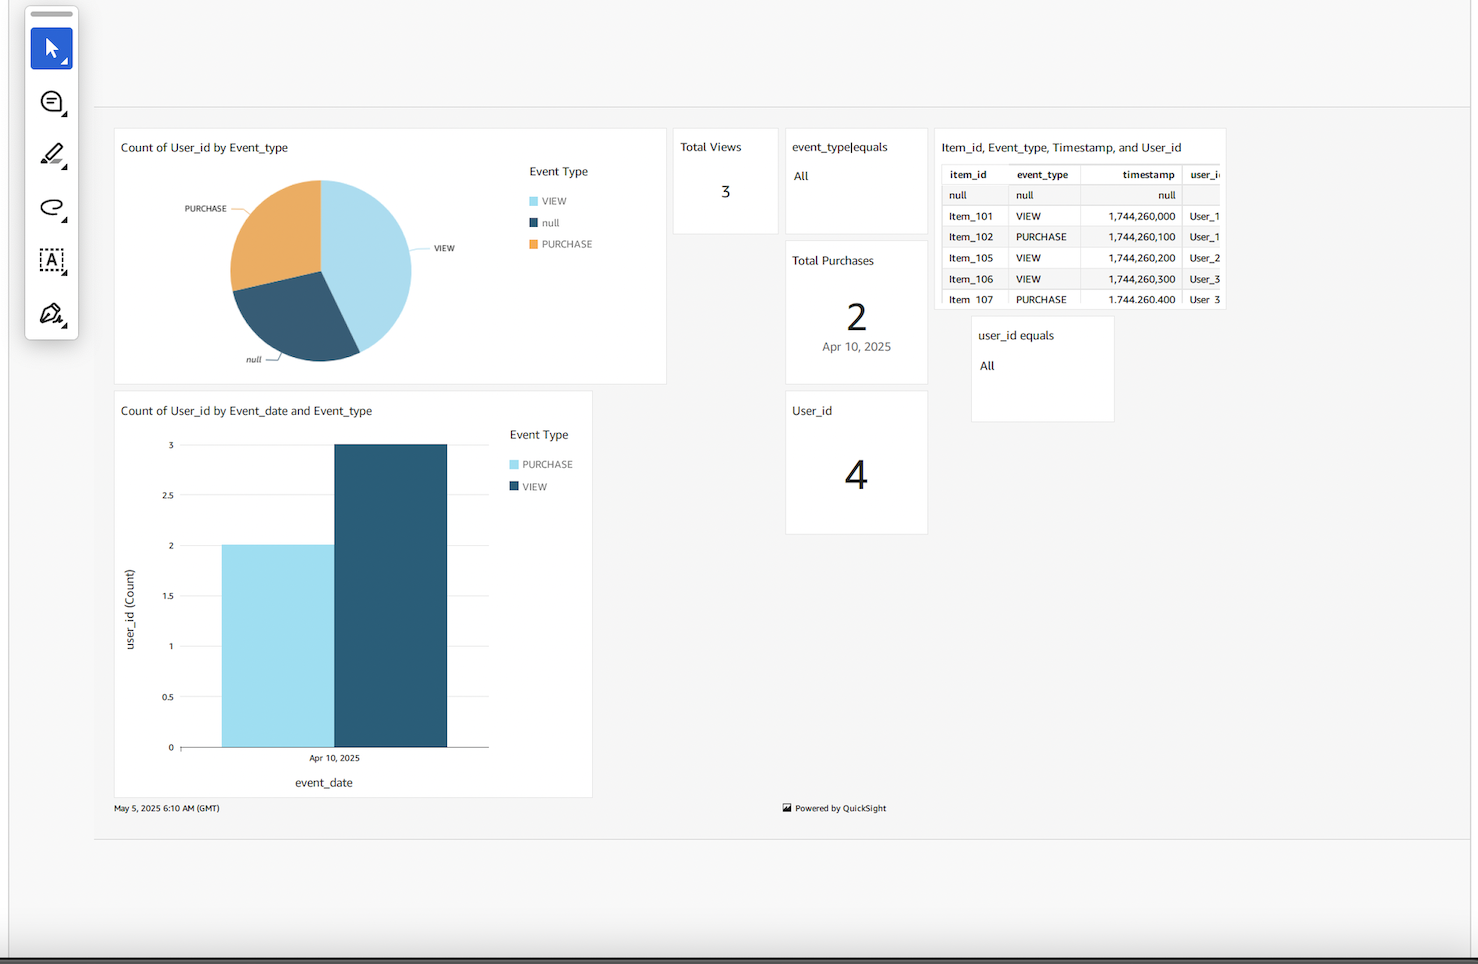 Count of User_id by Event_type
Event Type
VIEW
null
PURCHASE
PURCHASE
VIEW
null
Total Views
3
event_type|equals
All
Item_id, Event_type, Timestamp, and User_id
item_id event_type timestamp user_i
null null null
Item_101 VIEW 1,744,260,000 User_1
Item_102 PURCHASE 1,744,260,100 User_1
Item_105 VIEW 1,744,260,200 User_2
Item_106 VIEW 1,744,260,300 User_3
Item_107 PURCHASE 1,744,260,400 User_3
Total Purchases
2
Apr 10, 2025
user_id equals
All
User_id
4
Count of User_id by Event_date and Event_type
Event Type
PURCHASE
VIEW
3
2.5
2
1.5
1
0.5
0
user_id (Count)
Apr 10, 2025
event_date
May 5, 2025 6:10 AM (GMT)
Powered by QuickSight
A